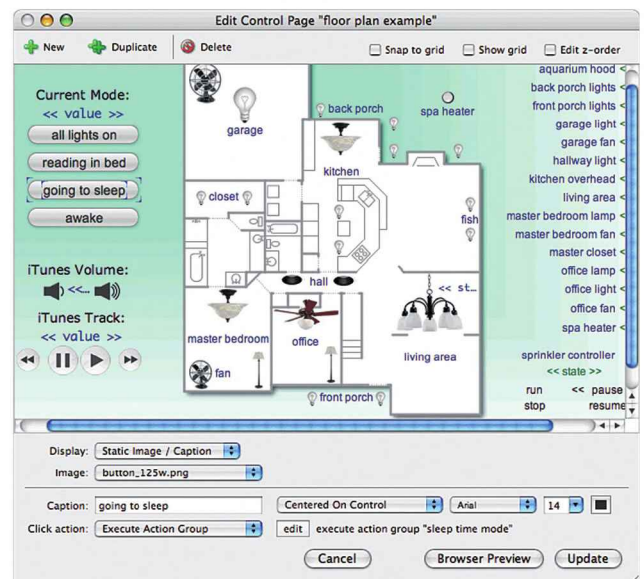 Edit Control Page "floor plan example"
New
Duplicate
Delete
Snap to grid
Show grid
Edit z-order
Current Mode:
<< value >>
all lights on
reading in bed
going to sleep
awake
iTunes Volume:
<<...
iTunes Track:
<< value >>
garage
back porch
spa heater
kitchen
closet
fish
hall
<< st...
master bedroom
office
living area
fan
front porch
aquarium hood <
back porch lights <
front porch lights <
garage light <
garage fan <
hallway light <
kitchen overhead <
living area <
master bedroom lamp <
master bedroom fan <
master closet <
office lamp <
office light <
office fan <
spa heater <
sprinkler controller
<< state >>
run << pause
stop resume
Display: Static Image / Caption
Image: button_125w.png
Caption: going to sleep Centered On Control Arial 14
Click action: Execute Action Group edit execute action group "sleep time mode"
Cancel Browser Preview Update